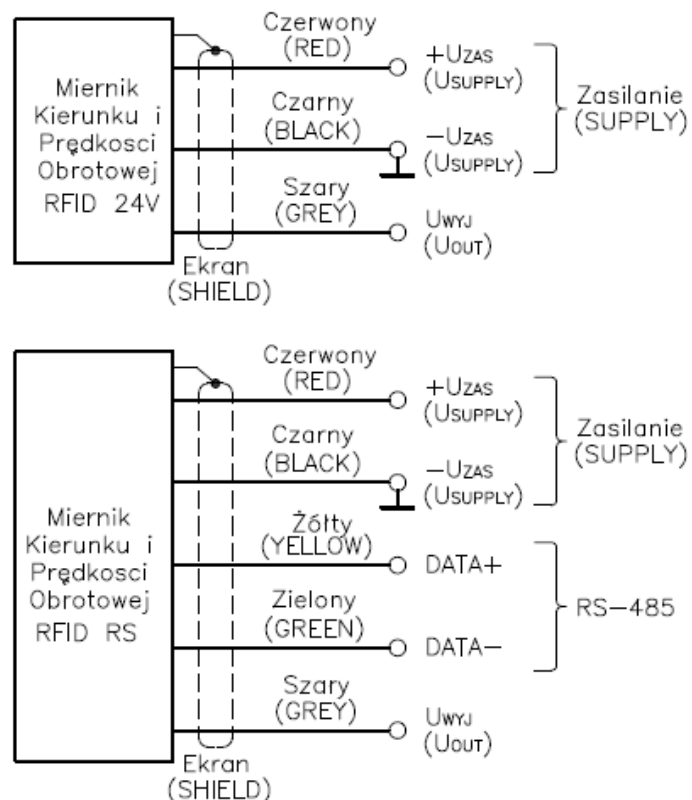 Czerwony
(RED)
+UZAS
(USUPPLY)
Miernik
Kierunku i
Prędkosci
Obrotowej
RFID 24V
Czarny
(BLACK)
-UZAS
(USUPPLY)
Zasilanie
(SUPPLY)
Szary
(GREY)
UWYJ
(UOUT)
Ekran
(SHIELD)
Czerwony
(RED)
+UZAS
(USUPPLY)
Czarny
(BLACK)
-UZAS
(USUPPLY)
Zasilanie
(SUPPLY)
Miernik
Kierunku i
Prędkosci
Obrotowej
RFID RS
Żółty
(YELLOW)
DATA+
Zielony
(GREEN)
DATA-
RS-485
Szary
(GREY)
UWYJ
(UOUT)
Ekran
(SHIELD)